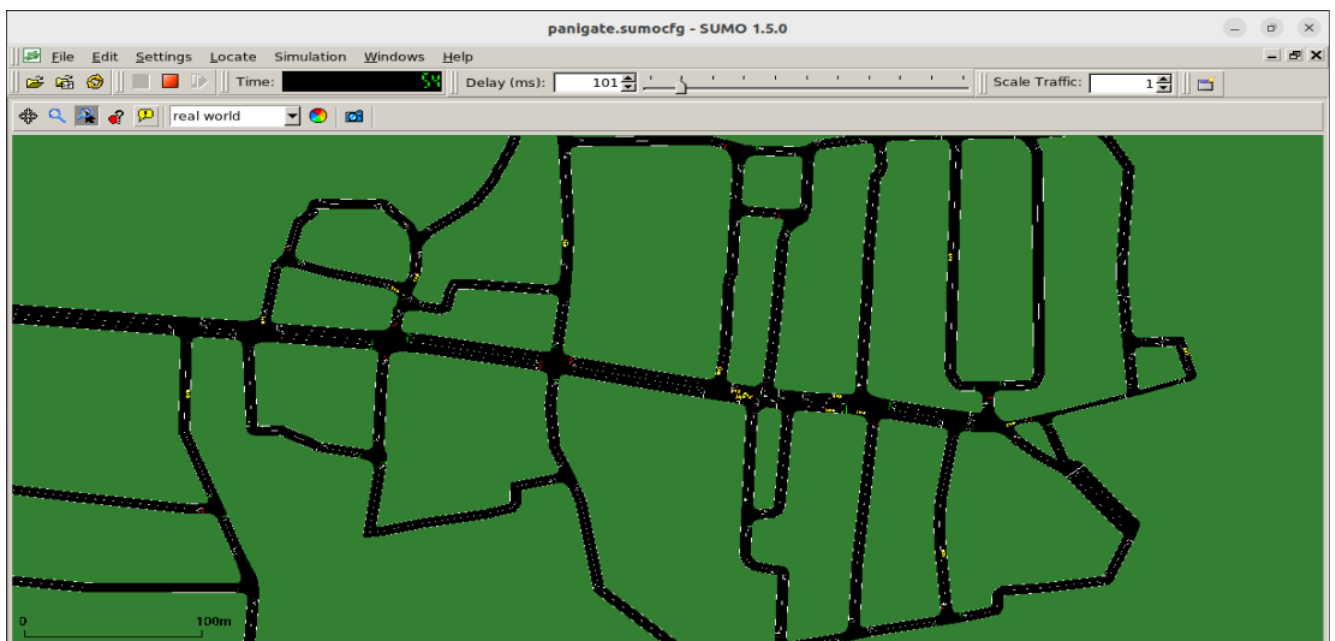 panigate.sumocfg - SUMO 1.5.0
File Edit Settings Locate Simulation Windows Help
Time: 54 Delay (ms): 101 Scale Traffic: 1
real world
0 100m